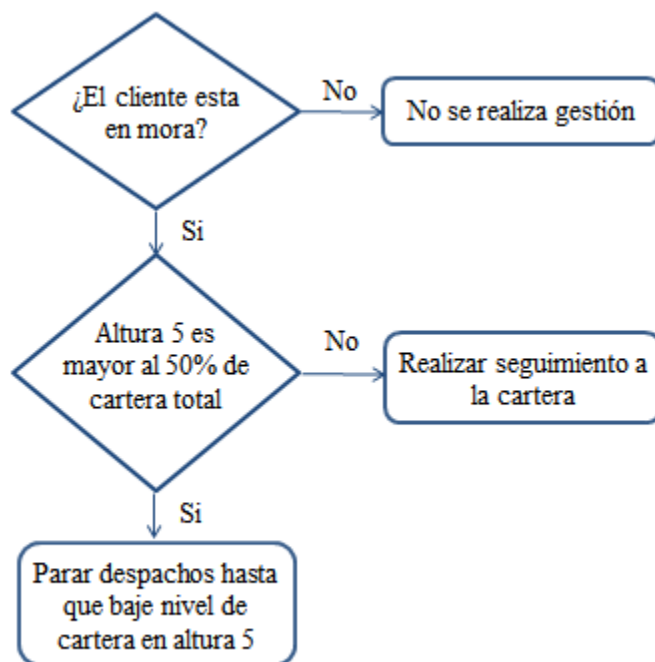 ¿El cliente esta
en mora?
No
No se realiza gestión
Si
Altura 5 es
mayor al 50% de
cartera total
No
Realizar seguimiento a
la cartera
Si
Parar despachos hasta
que baje nivel de
cartera en altura 5